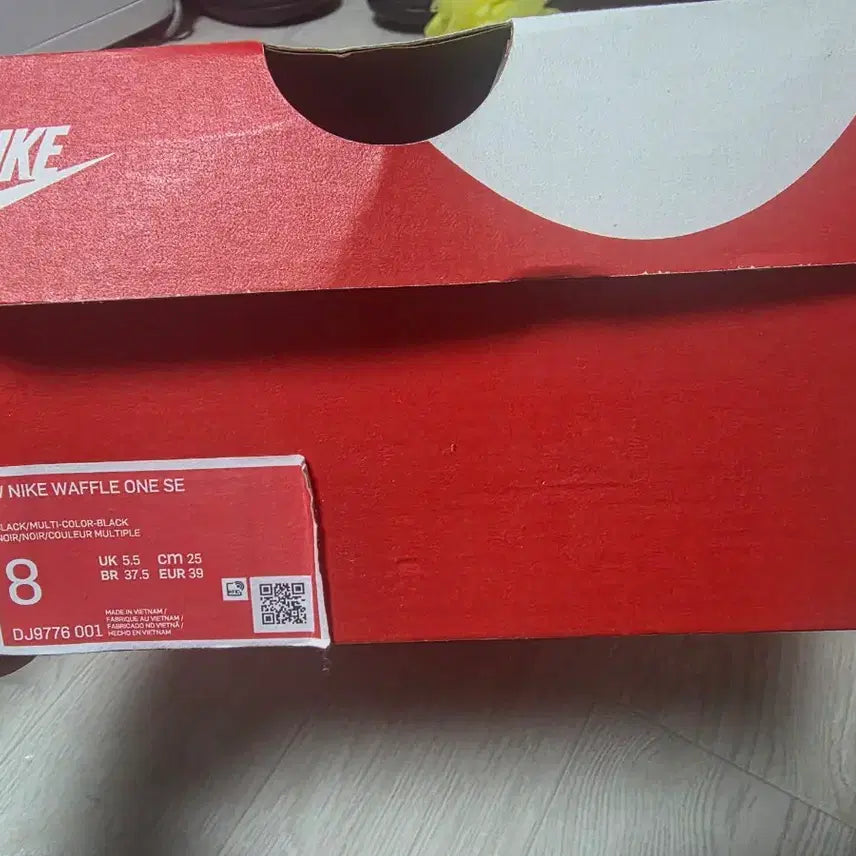 NIKE
NIKE WAFFLE ONE SE
BLACK/MULTI-COLOR-BLACK
NOIR/NOIR/COULEUR MULTIPLE
8
UK 5.5 cm 25
BR 37.5 EUR 39
MADE IN VIETNAM /
FABRIQUE AU VIETNAM /
FABRICADO NO VIETNÃ /
HECHO EN VIETNAM
DJ9776 001